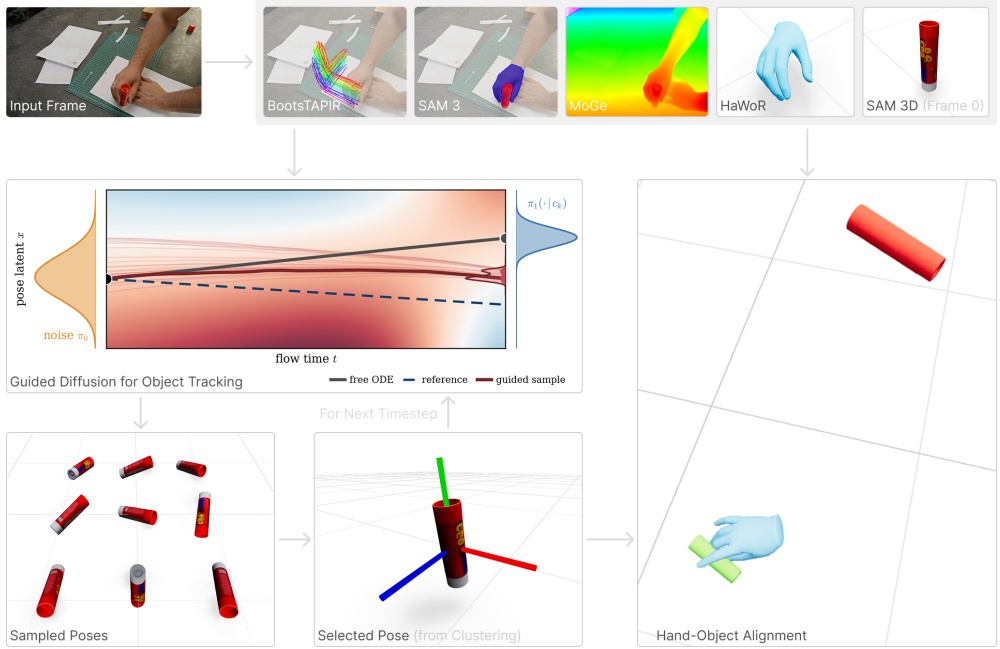 Input Frame
BootsTAPIR
SAM 3
MoGe
HaWoR
SAM 3D (Frame 0)
π₁(· | cₖ)
pose latent x
noise π₀
flow time t
free ODE
reference
guided sample
Guided Diffusion for Object Tracking
For Next Timestep
Sampled Poses
Selected Pose (from Clustering)
Hand-Object Alignment